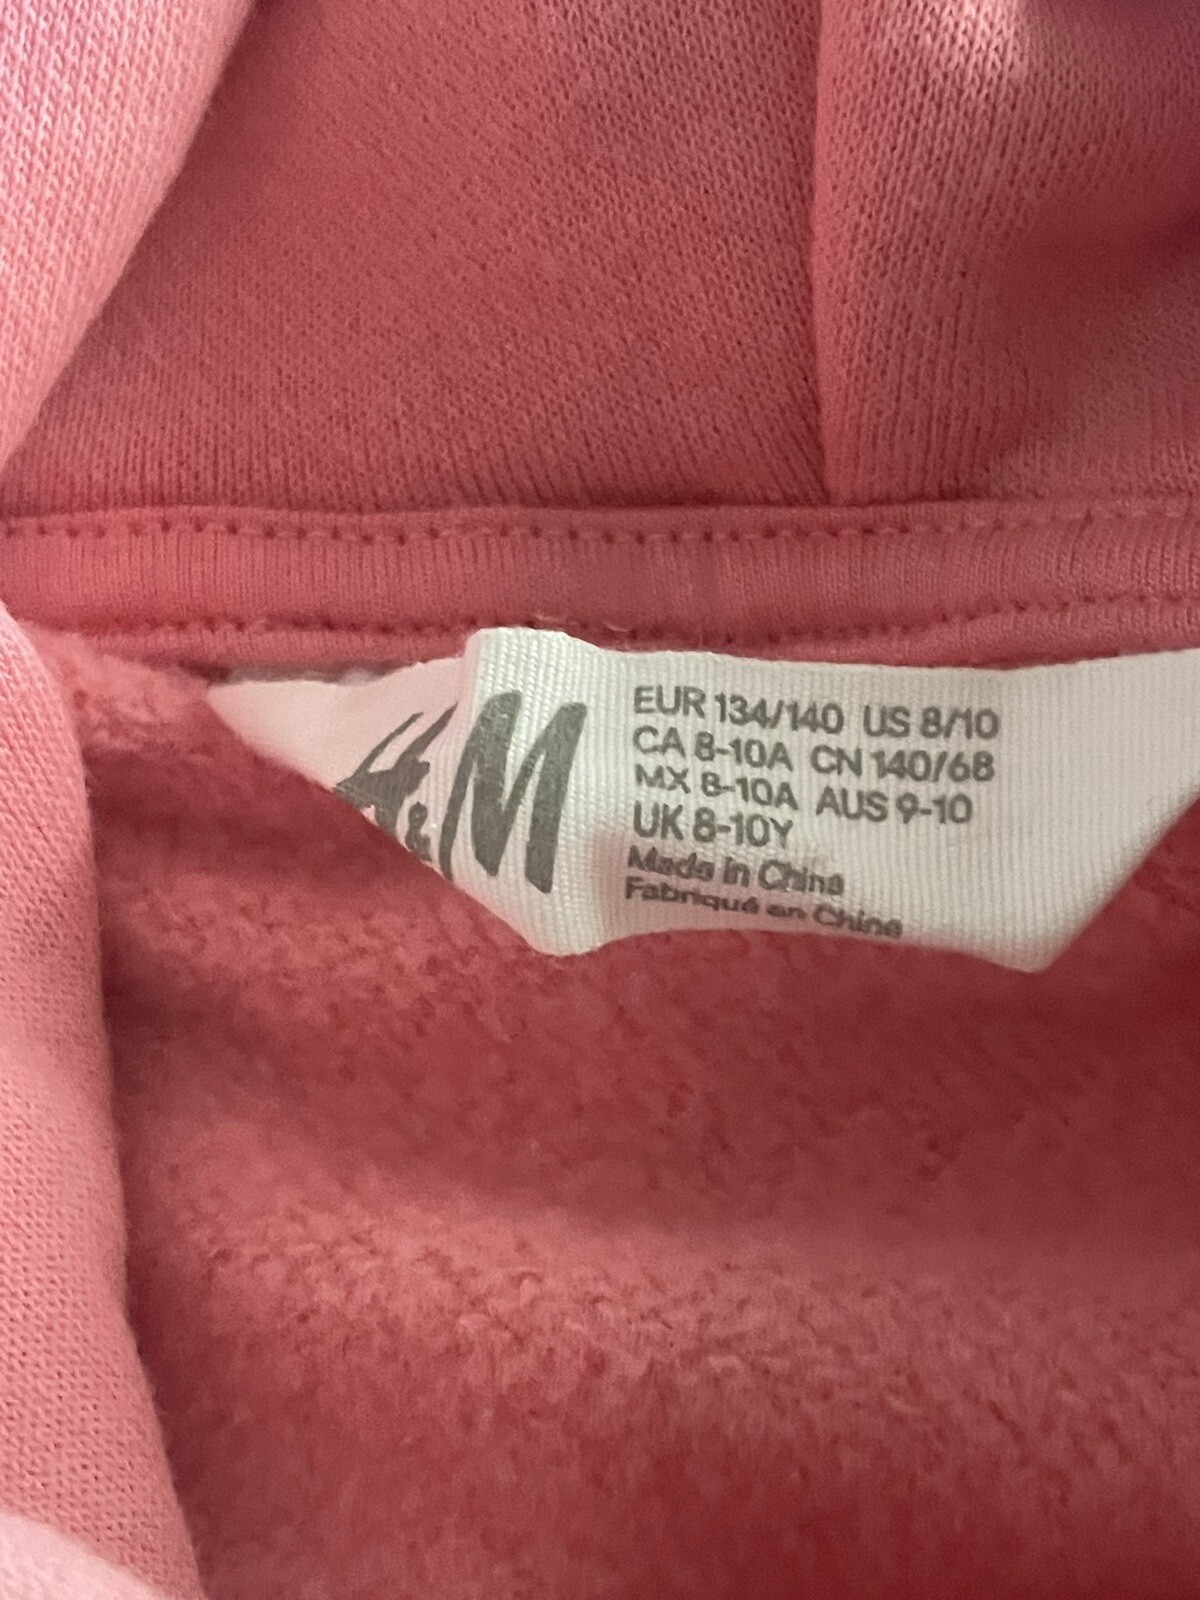 H&M
EUR 134/140 US 8/10
CA 8-10A CN 140/68
MX 8-10A AUS 9-10
UK 8-10Y
Made in China
Fabriqué en Chine